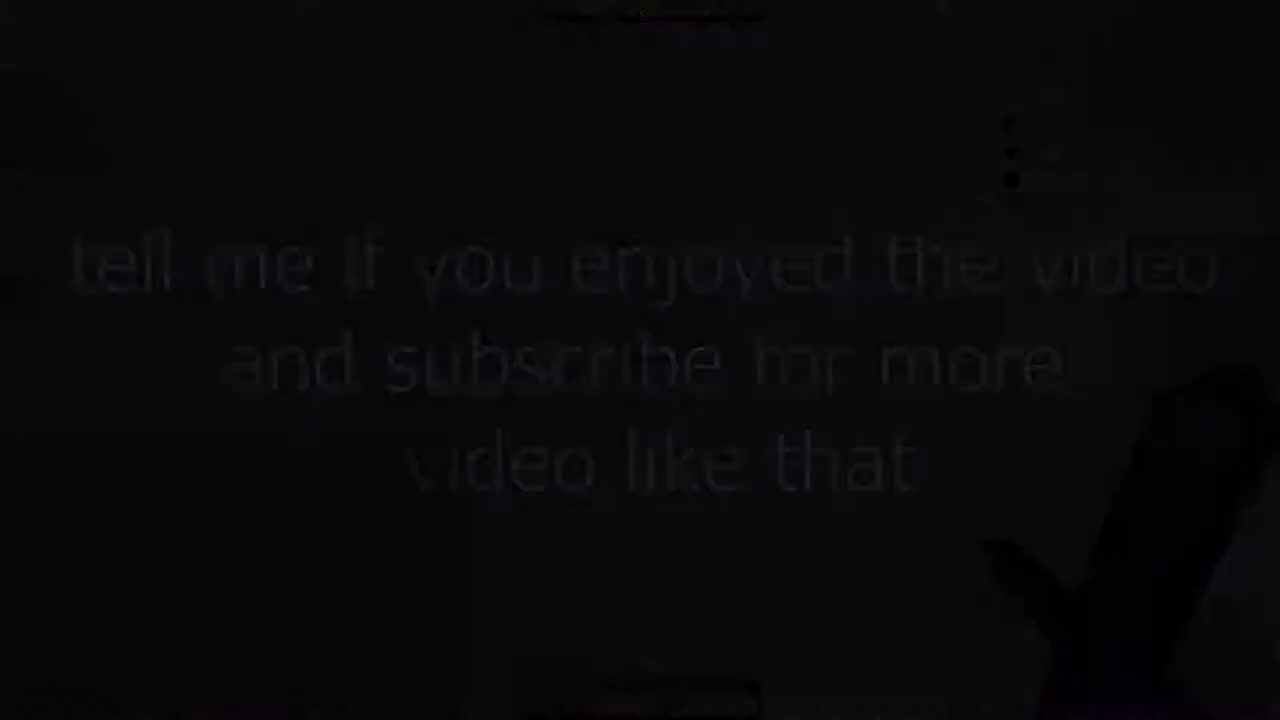 tell me if you enjoyed the video
and subscribe for more
video like that